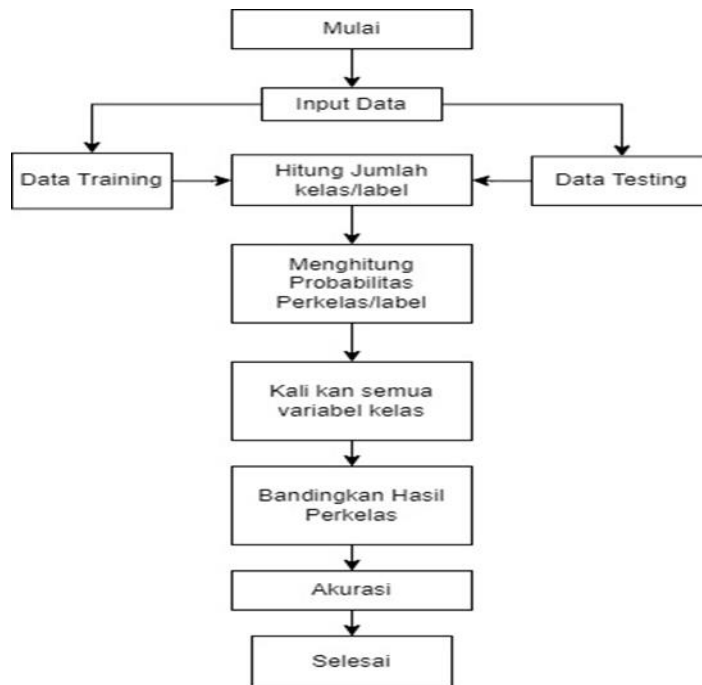 Mulai
Input Data
Data Training
Hitung Jumlah
kelas/label
Data Testing
Menghitung
Probabilitas
Perkelas/label
Kali kan semua
variabel kelas
Bandingkan Hasil
Perkelas
Akurasi
Selesai